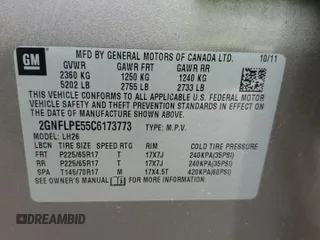 GM
MFD BY GENERAL MOTORS OF CANADA LTD. 10/11
GVWR GAWR FRT GAWR RR
2360 KG 1250 KG 1240 KG
5202 LB 2755 LB 2733 LB
THIS VEHICLE CONFORMS TO ALL APPLICABLE U.S. FEDERAL MOTOR VEHICLE
SAFETY, BUMPER, AND THEFT PREVENTION STANDARDS IN EFFECT ON
THE DATE OF MANUFACTURE SHOWN ABOVE.
2GNFLPE55C6173773 TYPE: M.P.V.
MODEL: LH26
LBCN TIRE SIZE SPEED RTG RIM COLD TIRE PRESSURE
FRT P225/65R17 T 17X7J 240KPA(35PSI)
RR P225/65R17 T 17X7J 240KPA(35PSI)
SPA T145/70R17 M 17X4.5T 420KPA(60PSI)
SEE OWNER'S MANUAL
DREAMBID